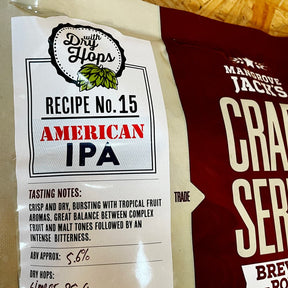 with
Dry
Hops
RECIPE No. 15
AMERICAN
IPA
TASTING NOTES:
CRISP AND DRY, BURSTING WITH TROPICAL FRUIT
AROMAS. GREAT BALANCE BETWEEN COMPLEX
FRUIT AND MALT TONES FOLLOWED BY AN
INTENSE BITTERNESS.
ABV APPROX: 5.6%
DRY HOPS:
MANGROVE
JACK'S
TRADE
CRA
SER
BREW
PO